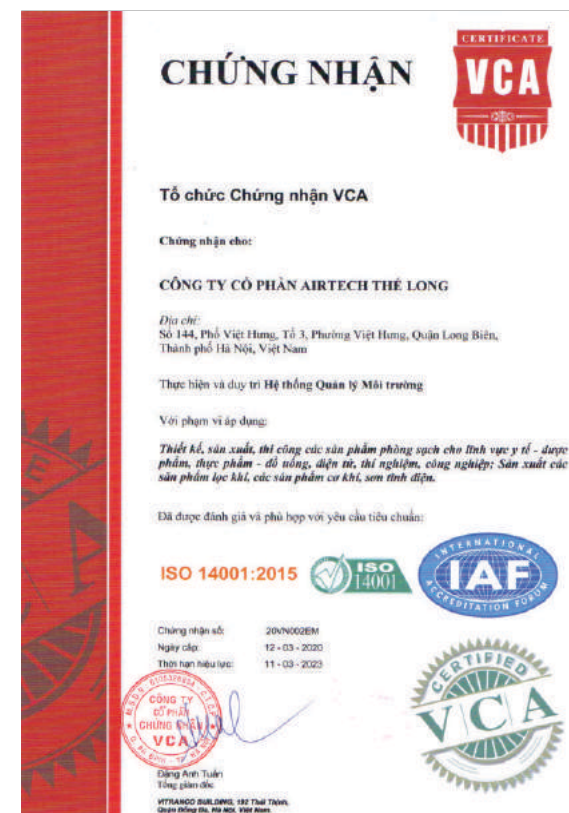 CERTIFICATE
VCA
CHỨNG NHẬN
Tổ chức Chứng nhận VCA
Chứng nhận cho:
CÔNG TY CỔ PHẦN AIRTECH THẾ LONG
Địa chỉ:
Số 144, Phố Việt Hưng, Tổ 3, Phường Việt Hưng, Quận Long Biên,
Thành phố Hà Nội, Việt Nam
Thực hiện và duy trì Hệ thống Quản lý Môi trường
Với phạm vi áp dụng:
Thiết kế, sản xuất, thi công các sản phẩm phòng sạch cho lĩnh vực y tế - dược
phẩm, thực phẩm - đồ uống, điện tử, thí nghiệm, công nghiệp; Sản xuất các
sản phẩm lọc khí, các sản phẩm cơ khí, sơn tĩnh điện.
Đã được đánh giá và phù hợp với yêu cầu tiêu chuẩn:
ISO 14001:2015
ISO
14001
INTERNATIONAL
IAF
ACCREDITATION FORUM
Chứng nhận số: 20VN002EM
Ngày cấp: 12 - 03 - 2020
Thời hạn hiệu lực: 11 - 03 - 2023
CERTIFIED
VCA
CÔNG TY
CỔ PHẦN
CHỨNG NHẬN
VCA
Đặng Anh Tuấn
Tổng giám đốc
VITRANCO BUILDING, 192 Thái Thịnh,
Quận Đống Đa, Hà Nội, Việt Nam.